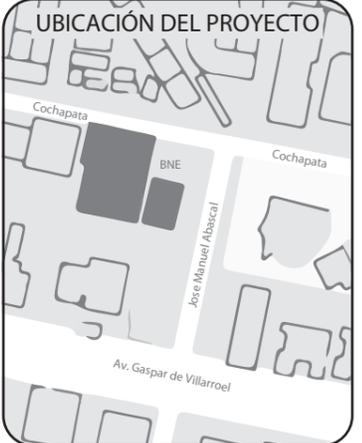 UBICACIÓN DEL PROYECTO
Cochapata
BNE
Cochapata
Jose Manuel Abascal
Av. Gaspar de Villarroel